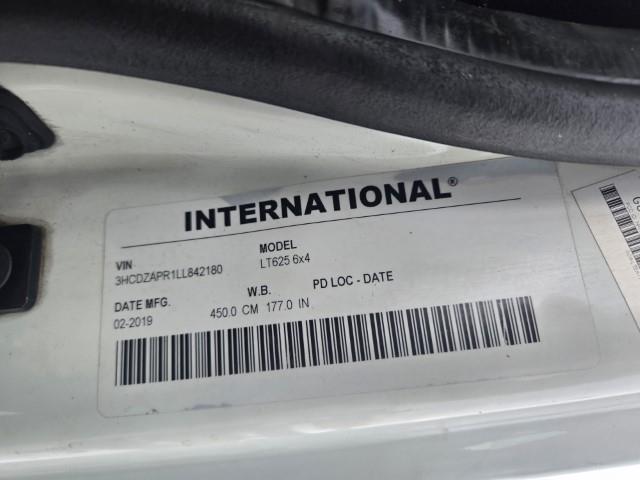 INTERNATIONAL®
VIN MODEL
3HCDZAPR1LL842180 LT625 6x4
DATE MFG. W.B. PD LOC - DATE
02-2019 450.0 CM 177.0 IN